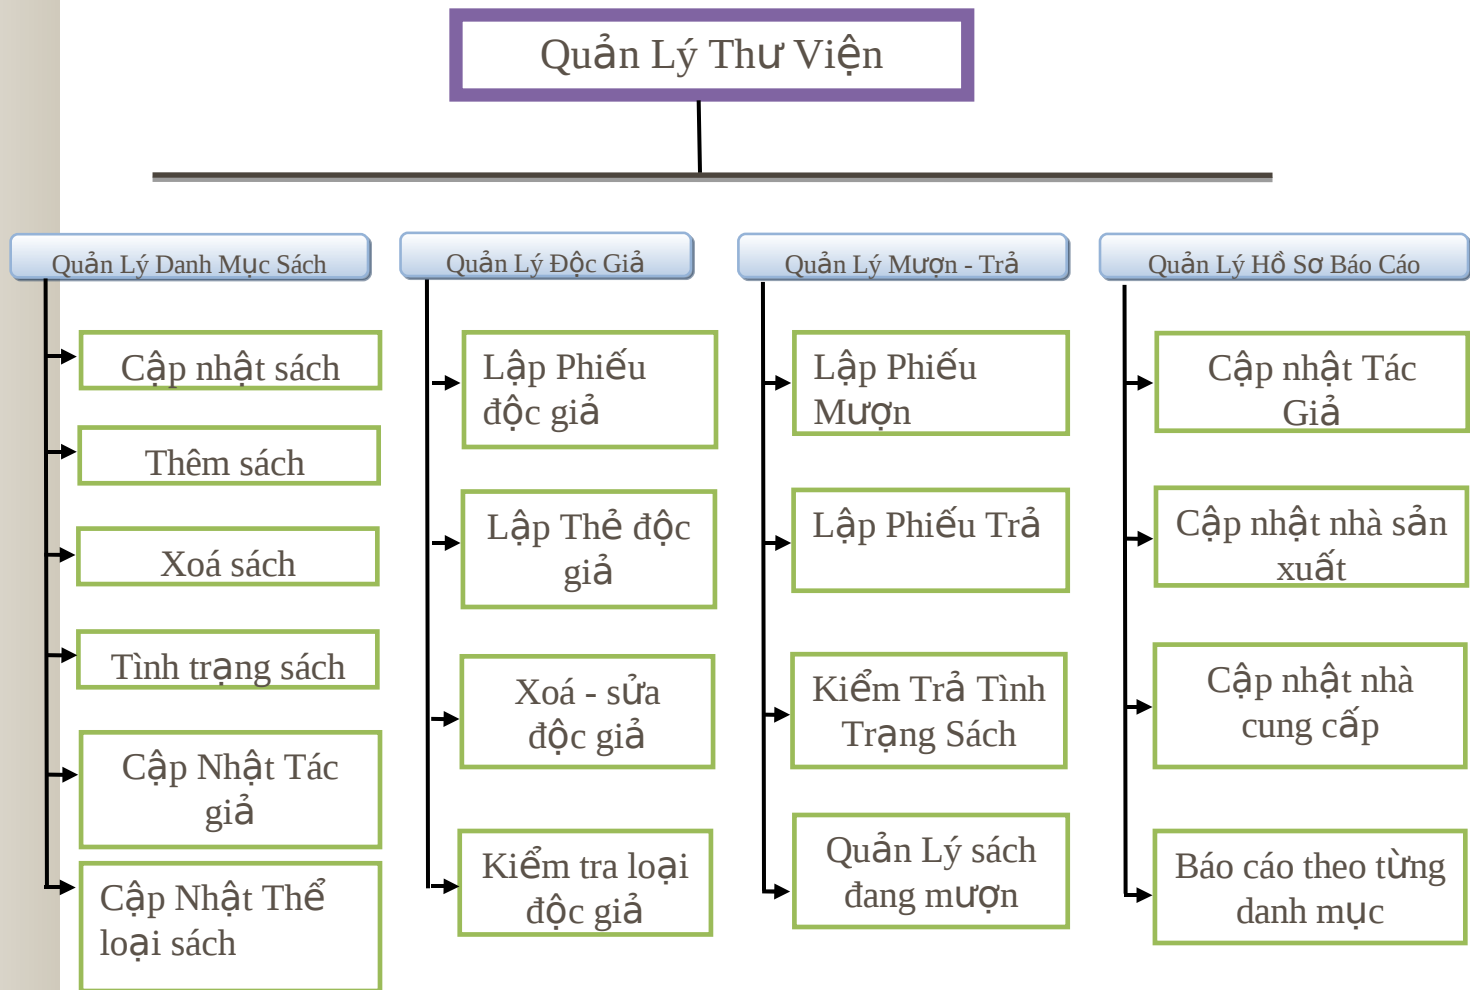 Quản Lý Thư Viện
Quản Lý Danh Mục Sách
Cập nhật sách
Thêm sách
Xoá sách
Tình trạng sách
Cập Nhật Tác
giả
Cập Nhật Thể
loại sách
Quản Lý Độc Giả
Lập Phiếu
độc giả
Lập Thẻ độc
giả
Xoá - sửa
độc giả
Kiểm tra loại
độc giả
Quản Lý Mượn - Trả
Lập Phiếu
Mượn
Lập Phiếu Trả
Kiểm Trả Tình
Trạng Sách
Quản Lý sách
đang mượn
Quản Lý Hồ Sơ Báo Cáo
Cập nhật Tác
Giả
Cập nhật nhà sản
xuất
Cập nhật nhà
cung cấp
Báo cáo theo từng
danh mục